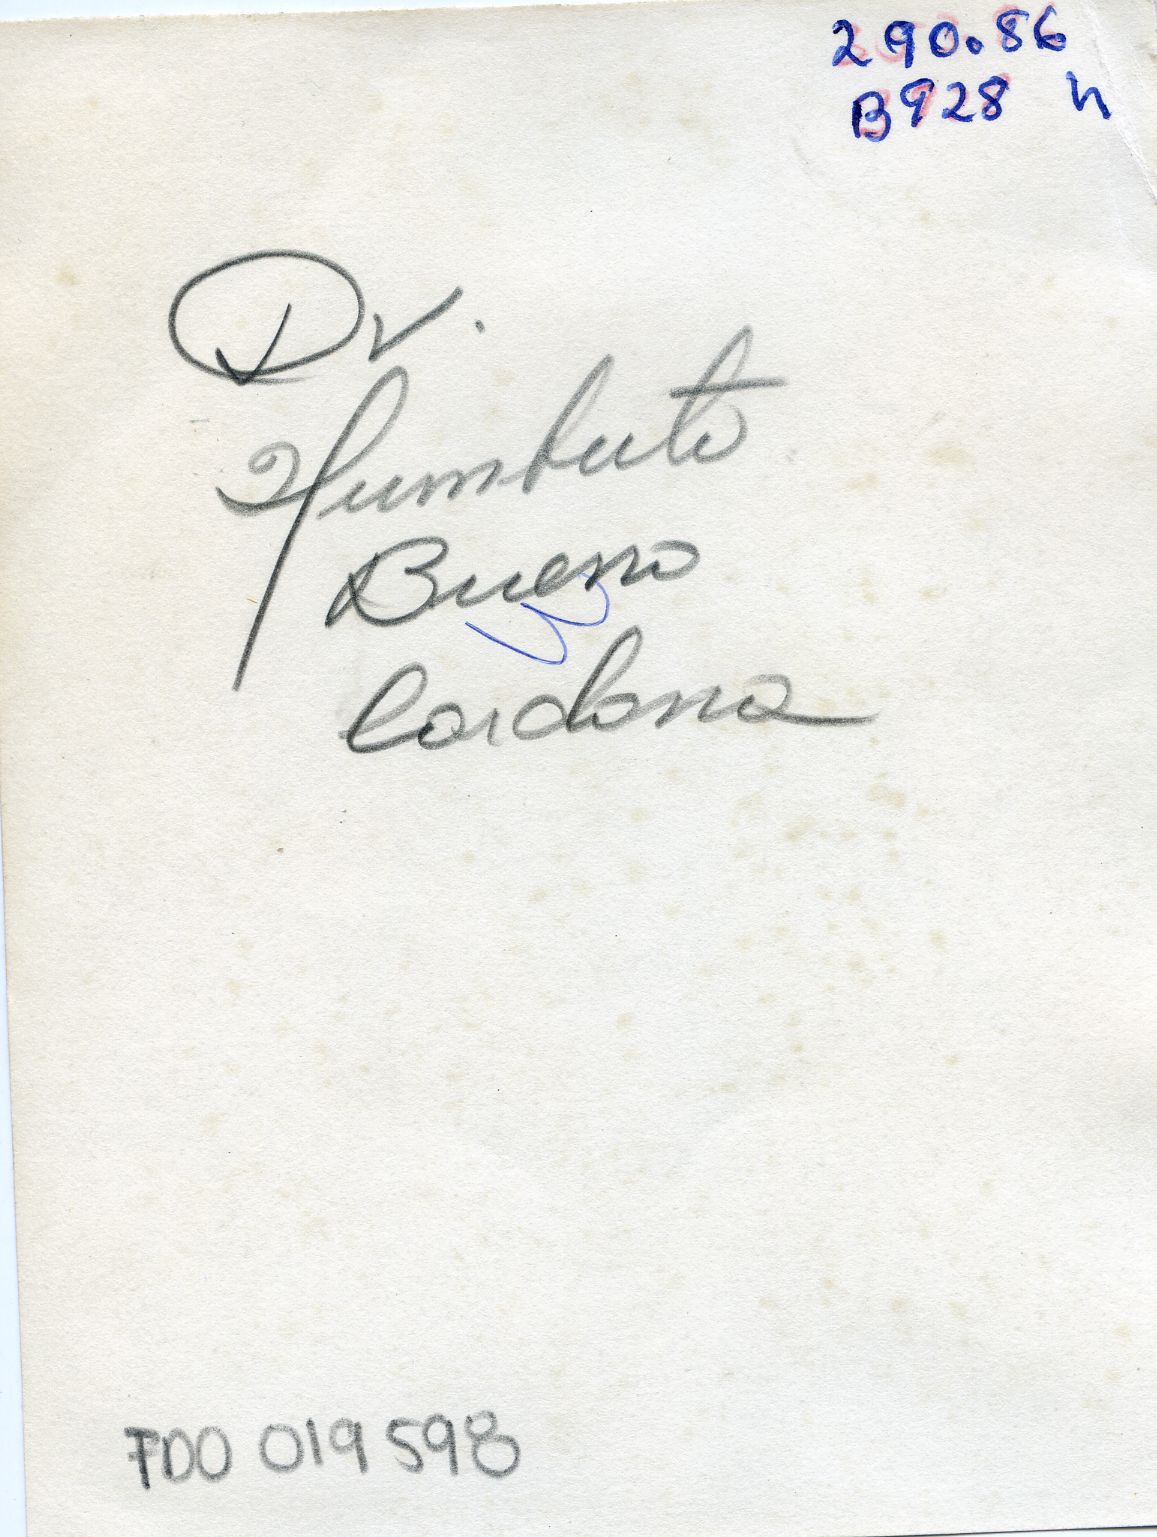 290.86
B928 h
Dr.
Humberto
Bueno
Cardona
FDO 019598